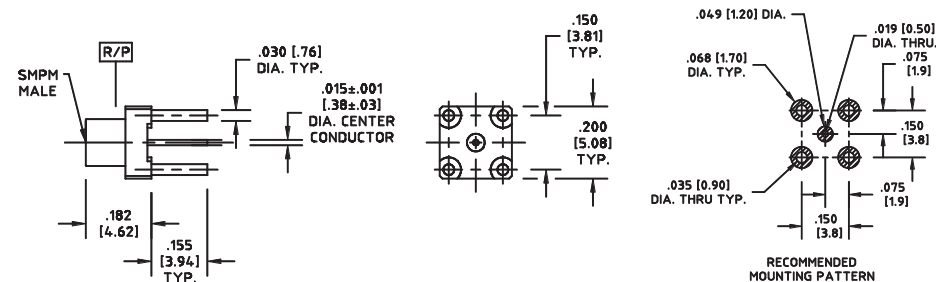 R/P
SMPM
MALE
.030 [.76]
DIA. TYP.
.015±.001
[.38±.03]
DIA. CENTER
CONDUCTOR
.182
[4.62]
.155
[3.94]
TYP.
.150
[3.81]
TYP.
.200
[5.08]
TYP.
.049 [1.20] DIA.
.019 [0.50]
DIA. THRU.
.068 [1.70]
DIA. TYP.
.075
[1.9]
.150
[3.8]
.035 [0.90]
DIA. THRU TYP.
.075
[1.9]
.150
[3.8]
RECOMMENDED
MOUNTING PATTERN